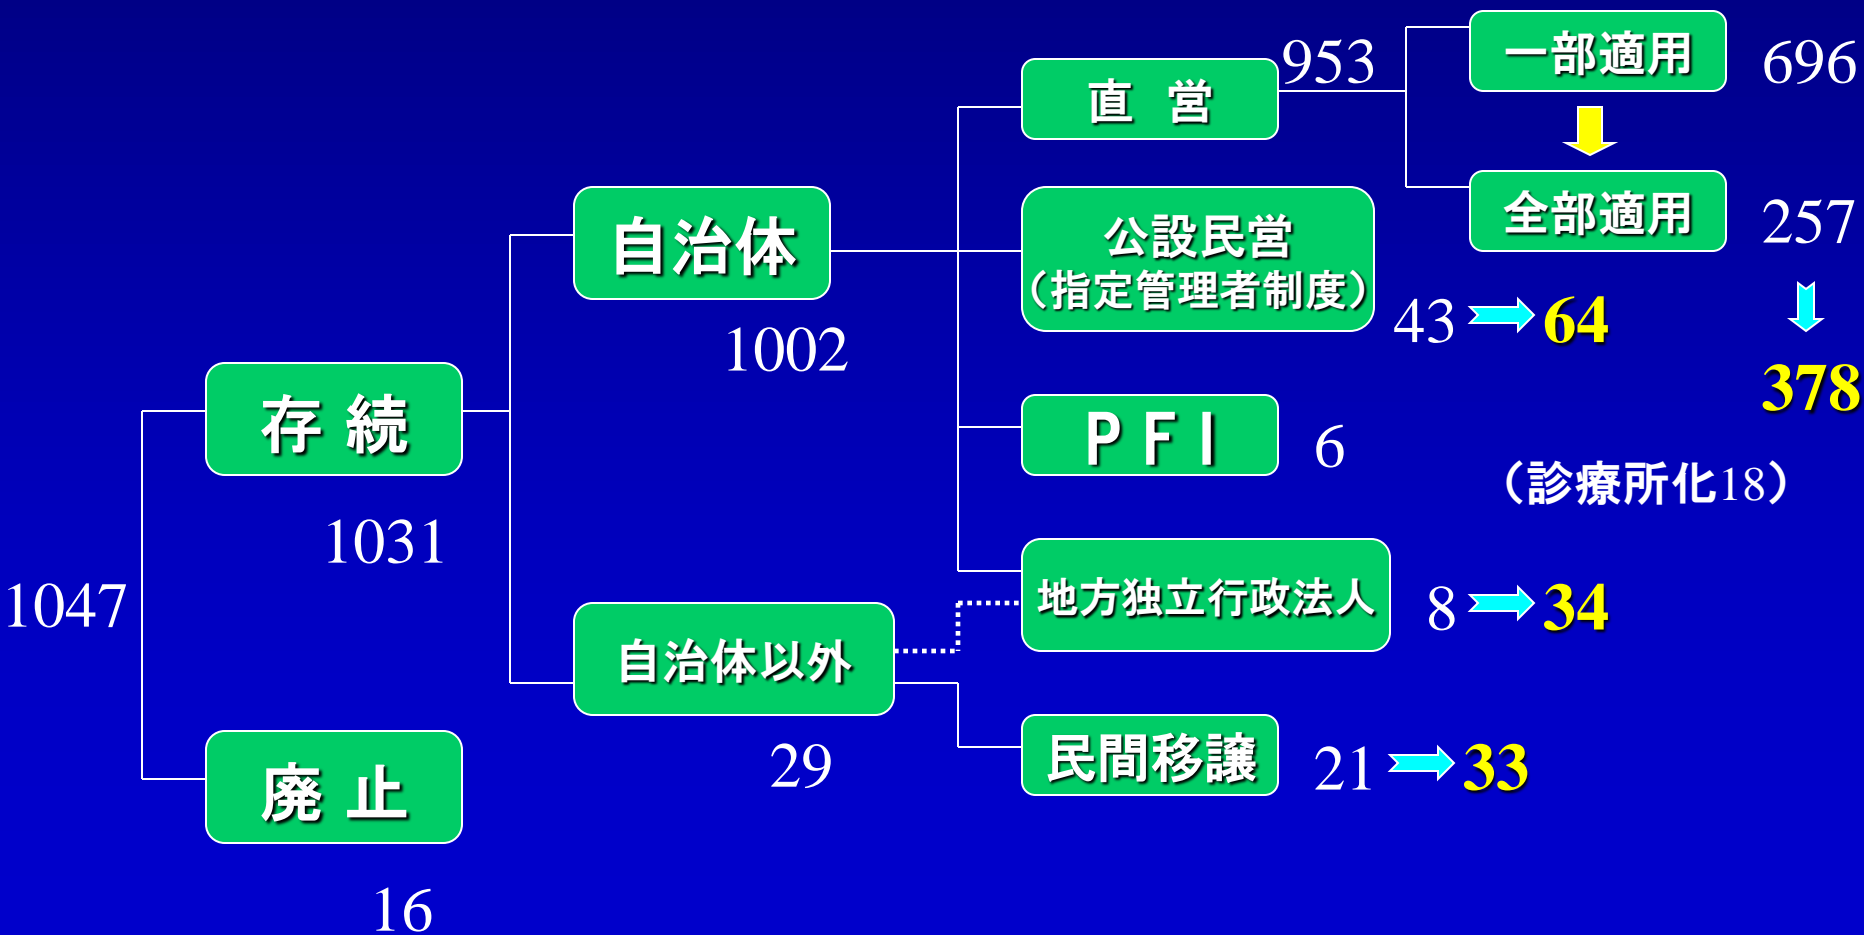 1047
存 続
1031
廃 止
16
自治体
1002
自治体以外
29
直 営
953
一部適用
696
全部適用
257
378
公設民営
（指定管理者制度）
43
64
ＰＦＩ
6
（診療所化18）
地方独立行政法人
8
34
民間移譲
21
33